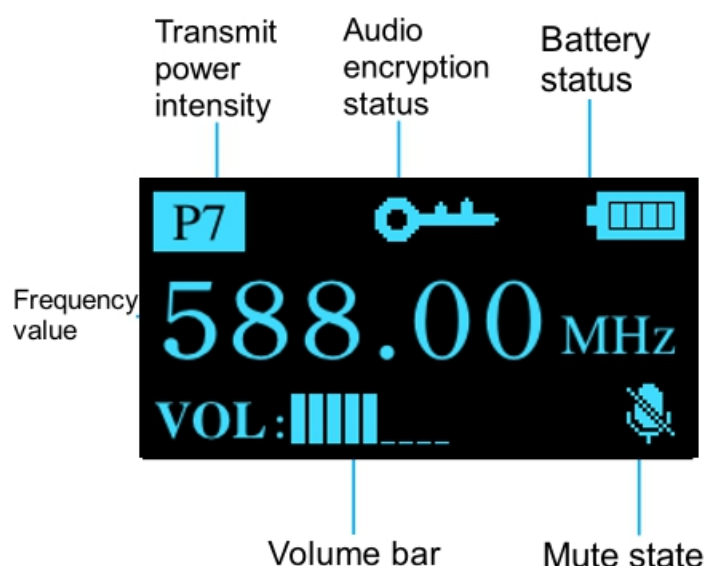 Transmit
power
intensity
Audio
encryption
status
Battery
status
P7
Frequency
value
588.00 MHz
VOL:
Volume bar
Mute state